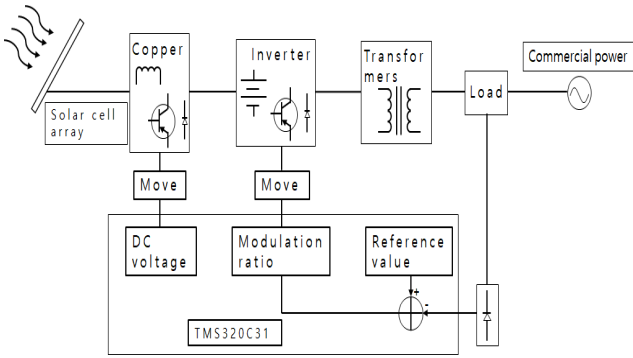 Copper
Inverter
Transfor
mers
Commercial power
Load
Solar cell
array
Move
Move
DC
voltage
Modulation
ratio
Reference
value
+
-
TMS320C31